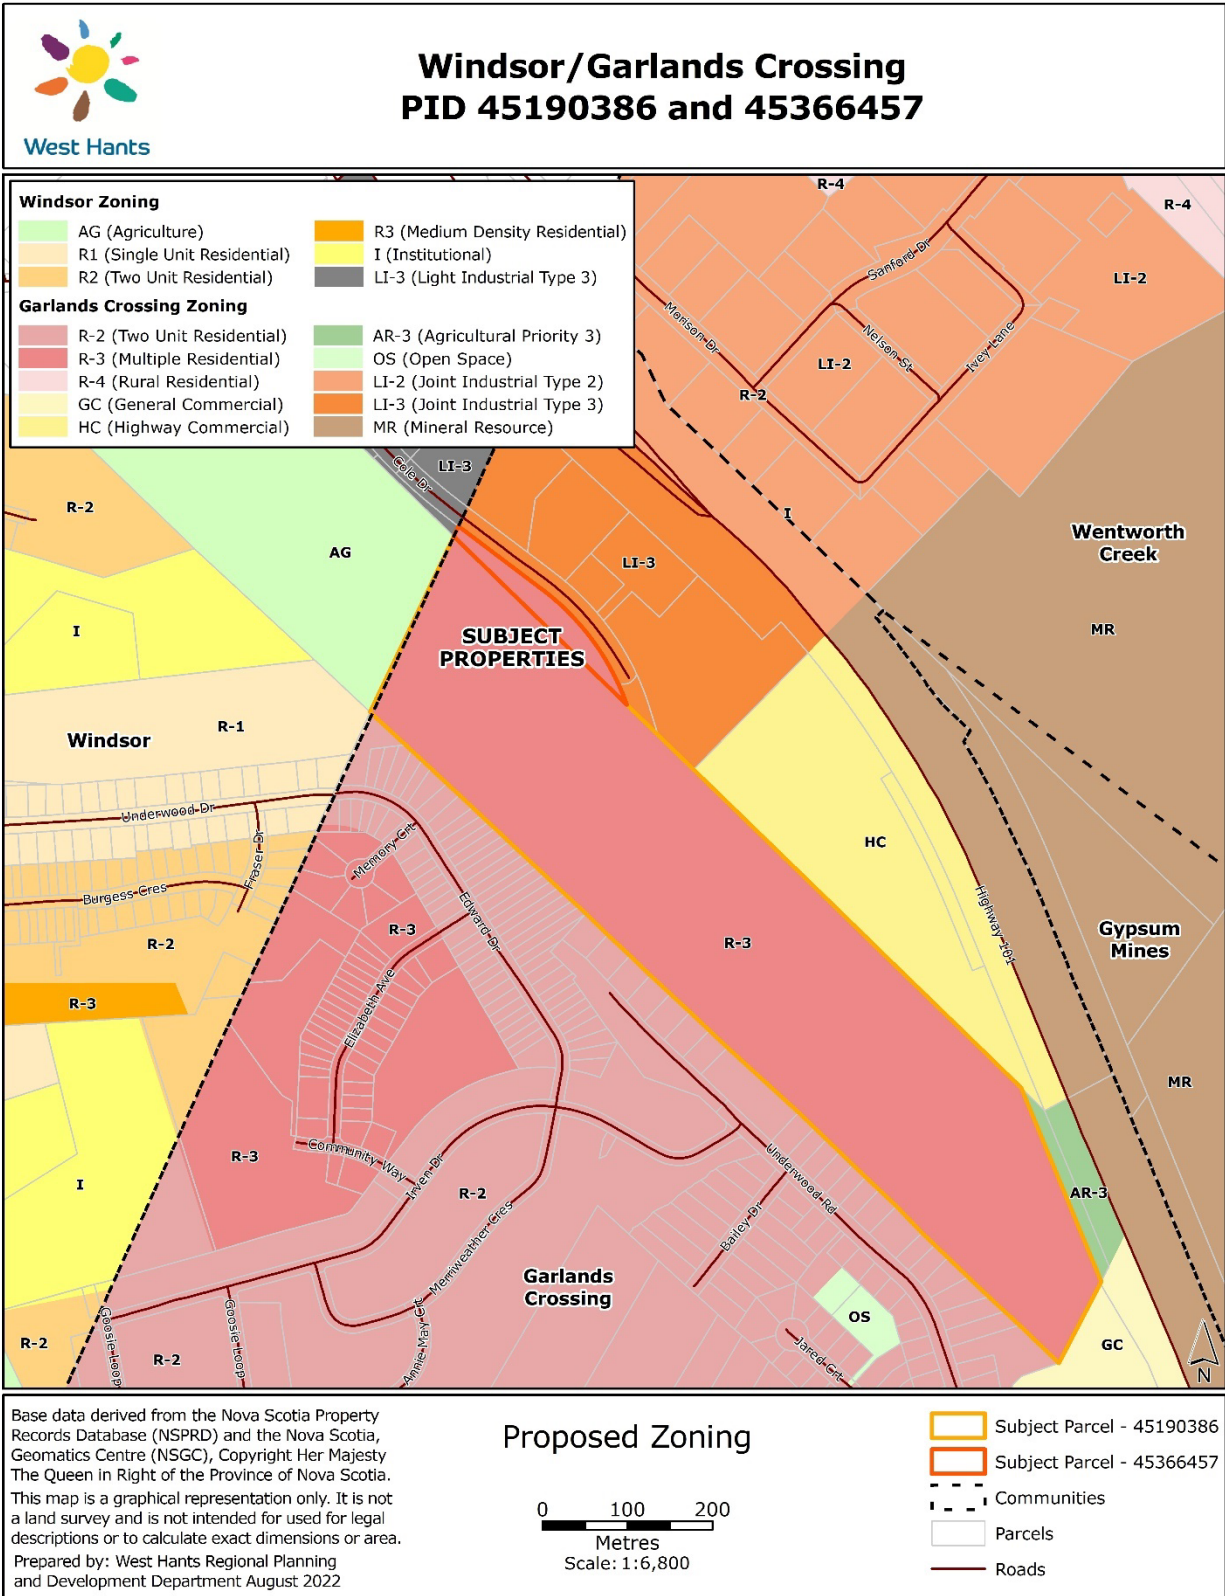 West Hants
Windsor/Garlands Crossing
PID 45190386 and 45366457
Windsor Zoning
AG (Agriculture)
R1 (Single Unit Residential)
R2 (Two Unit Residential)
R3 (Medium Density Residential)
I (Institutional)
LI-3 (Light Industrial Type 3)
Garlands Crossing Zoning
R-2 (Two Unit Residential)
R-3 (Multiple Residential)
R-4 (Rural Residential)
GC (General Commercial)
HC (Highway Commercial)
AR-3 (Agricultural Priority 3)
OS (Open Space)
LI-2 (Joint Industrial Type 2)
LI-3 (Joint Industrial Type 3)
MR (Mineral Resource)
R-4
R-4
Sanford Dr
LI-2
Morison Dr
Nelson St
Ivey Lane
LI-2
R-2
Cole Dr
LI-3
R-2
I
AG
LI-3
Wentworth
Creek
I
SUBJECT
PROPERTIES
MR
R-1
Windsor
Underwood Dr
Fraser Dr
Memory Crt
HC
Burgess Cres
Edward Dr
R-3
R-2
R-3
Highway 101
Gypsum
Mines
R-3
Elizabeth Ave
MR
R-3
Community Way
Irven Dr
R-2
Underwood Rd
I
AR-3
Bailey Dr
Merriweather Cres
Garlands
Crossing
OS
Goosie Loop
Goosie Loop
Annie May Crt
R-2
R-2
Jared Crt
GC
N
Base data derived from the Nova Scotia Property
Records Database (NSPRD) and the Nova Scotia,
Geomatics Centre (NSGC), Copyright Her Majesty
The Queen in Right of the Province of Nova Scotia.
This map is a graphical representation only. It is not
a land survey and is not intended for used for legal
descriptions or to calculate exact dimensions or area.
Prepared by: West Hants Regional Planning
and Development Department August 2022
Proposed Zoning
0 100 200
Metres
Scale: 1:6,800
Subject Parcel - 45190386
Subject Parcel - 45366457
Communities
Parcels
Roads